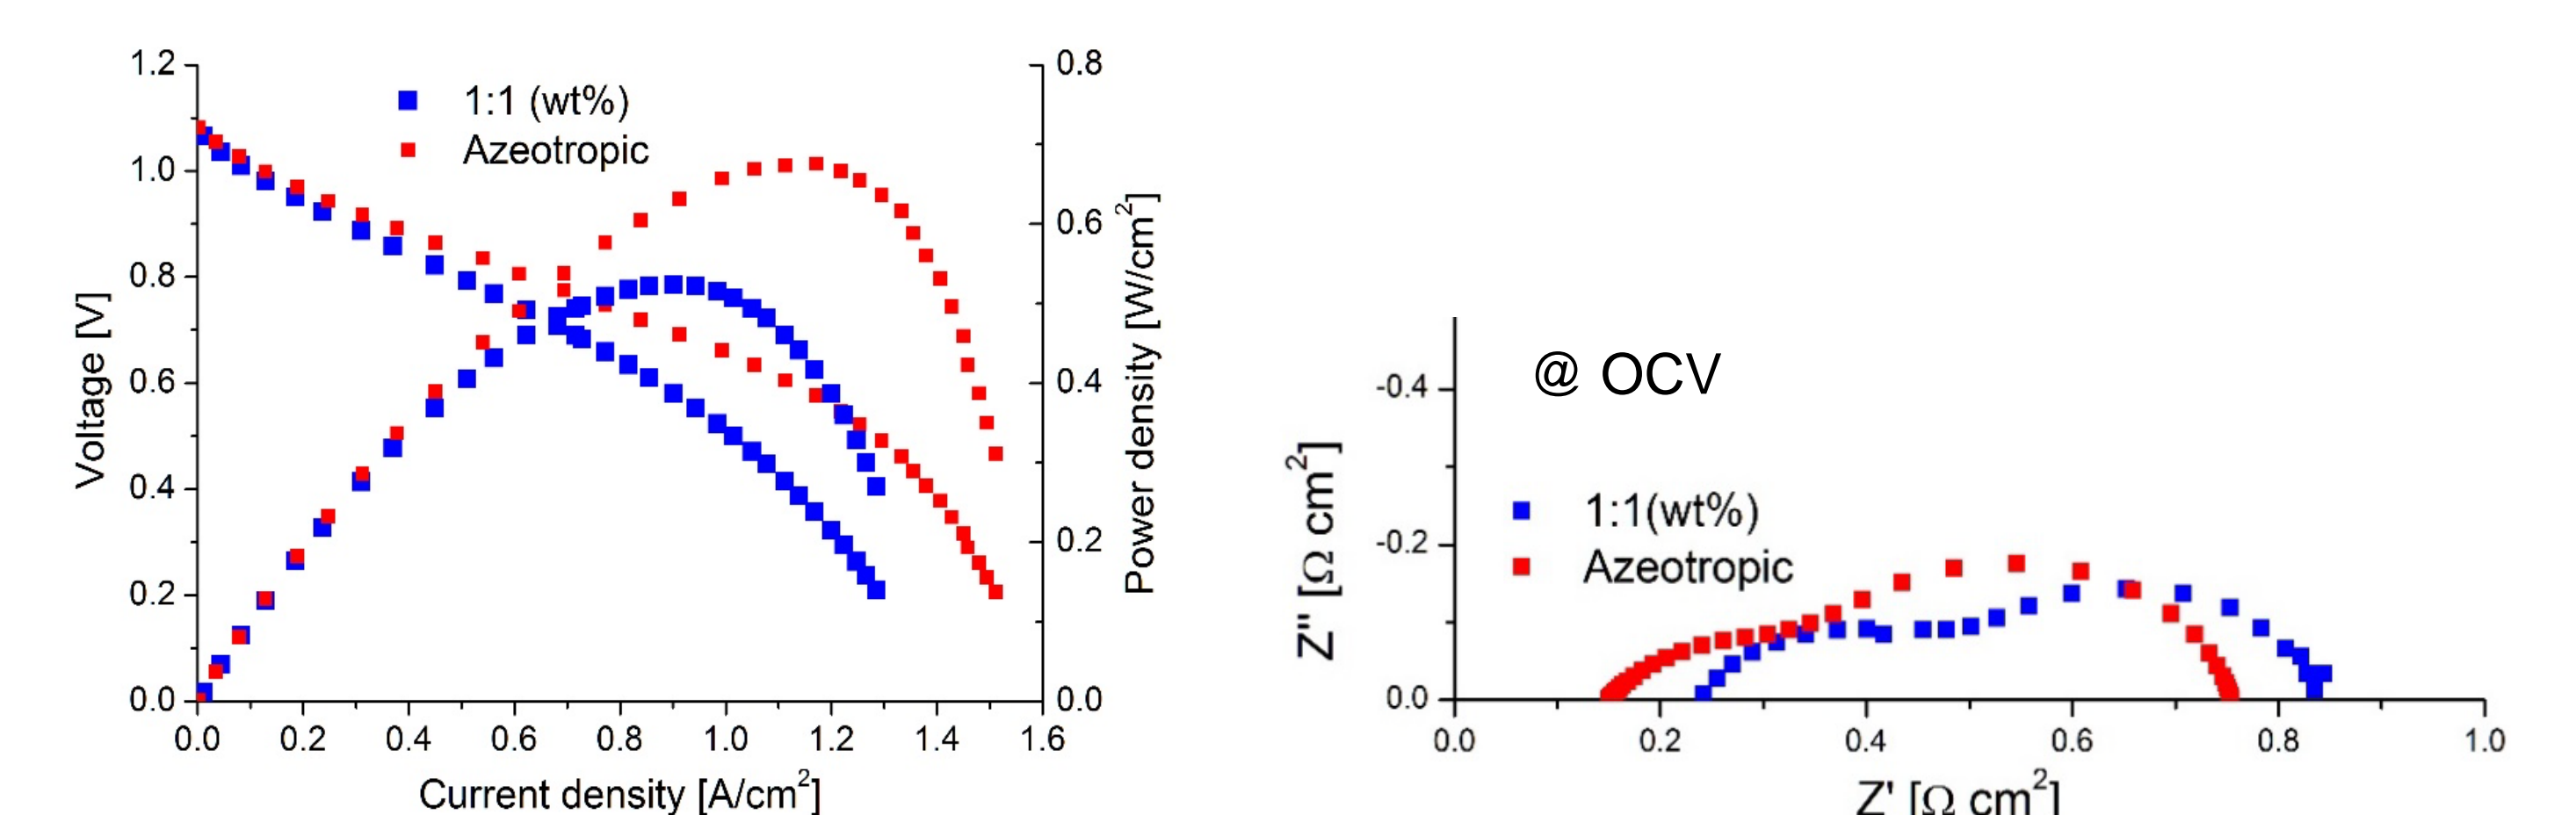 1.2
1.0
0.8
0.6
0.4
0.2
0.0
Voltage [V]
1:1 (wt%)
Azeotropic
0.8
0.6
0.4
0.2
0.0
Power density [W/cm²]
0.0 0.2 0.4 0.6 0.8 1.0 1.2 1.4 1.6
Current density [A/cm²]
@ OCV
-0.4
-0.2
0.0
Z" [Ω cm²]
1:1(wt%)
Azeotropic
0.0 0.2 0.4 0.6 0.8 1.0
Z' [Ω cm²]